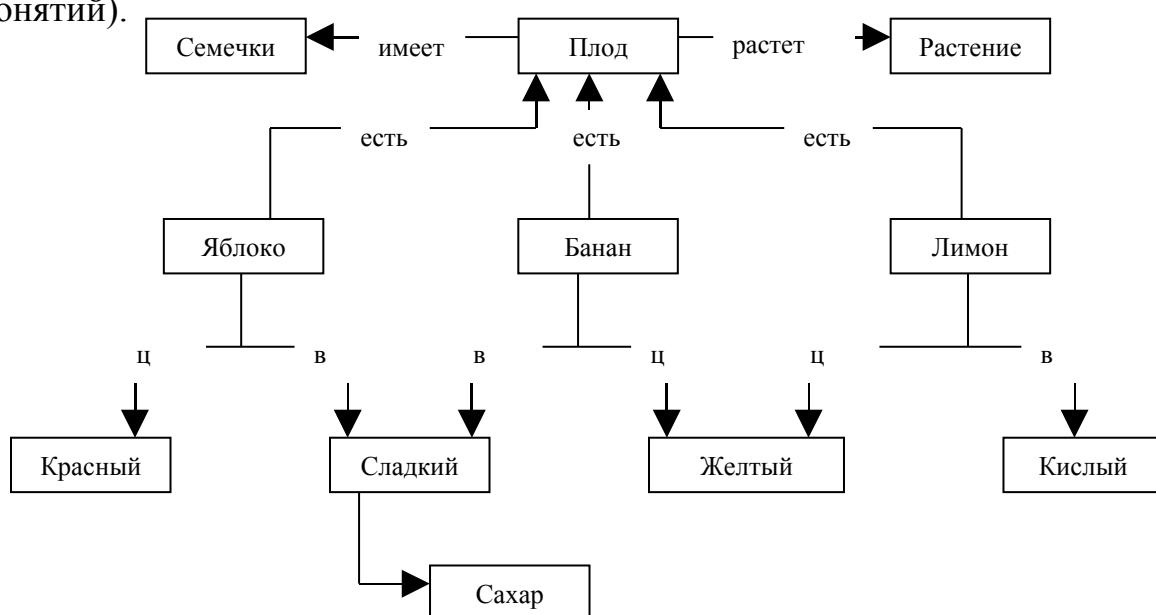 онятий).
Семечки имеет Плод растет Растение
есть есть есть
Яблоко Банан Лимон
ц в в ц ц в
Красный Сладкий Желтый Кислый
Сахар